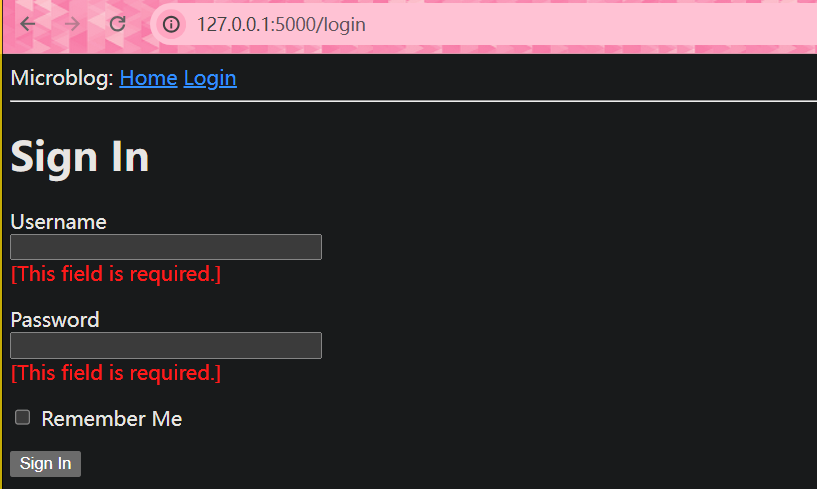 127.0.0.1:5000/login
Microblog: Home Login
Sign In
Username
[This field is required.]
Password
[This field is required.]
Remember Me
Sign In